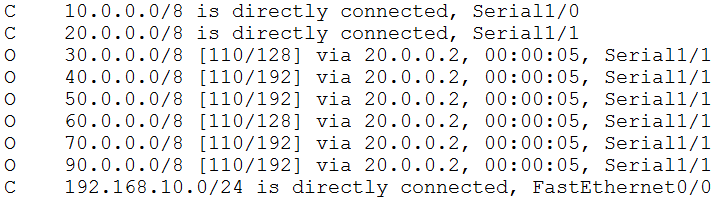 C    10.0.0.0/8 is directly connected, Serial1/0
C    20.0.0.0/8 is directly connected, Serial1/1
O    30.0.0.0/8 [110/128] via 20.0.0.2, 00:00:05, Serial1/1
O    40.0.0.0/8 [110/192] via 20.0.0.2, 00:00:05, Serial1/1
O    50.0.0.0/8 [110/192] via 20.0.0.2, 00:00:05, Serial1/1
O    60.0.0.0/8 [110/128] via 20.0.0.2, 00:00:05, Serial1/1
O    70.0.0.0/8 [110/192] via 20.0.0.2, 00:00:05, Serial1/1
O    90.0.0.0/8 [110/192] via 20.0.0.2, 00:00:05, Serial1/1
C    192.168.10.0/24 is directly connected, FastEthernet0/0